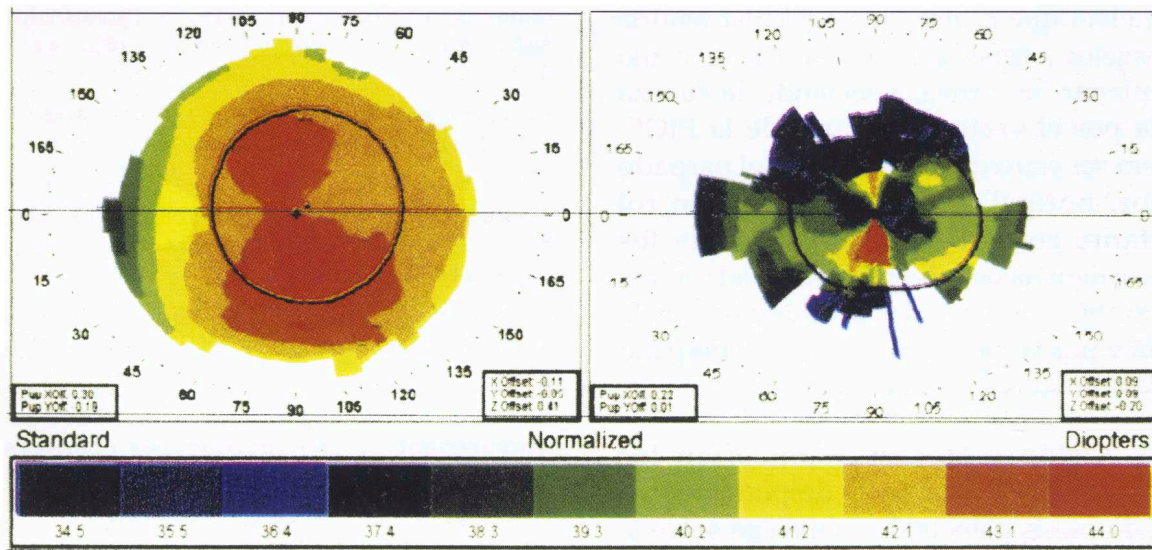 105 90 75
120 60
135 45
150 30
165 15
0 0
15 165
30 150
45 135
60 120
75 90 105
Pup XOff: 0.30
Pup YOff: 0.19
X Offset: -0.11
Y Offset: -0.05
Z Offset: 0.41
105 90 75
120 60
135 45
150 30
165 15
0 0
15 165
30 150
45 135
60 120
75 90 105
Pup XOff: 0.22
Pup YOff: 0.01
X Offset: 0.09
Y Offset: 0.09
Z Offset: -0.20
Standard Normalized Diopters
34.5 35.5 36.4 37.4 38.3 39.3 40.2 41.2 42.1 43.1 44.0